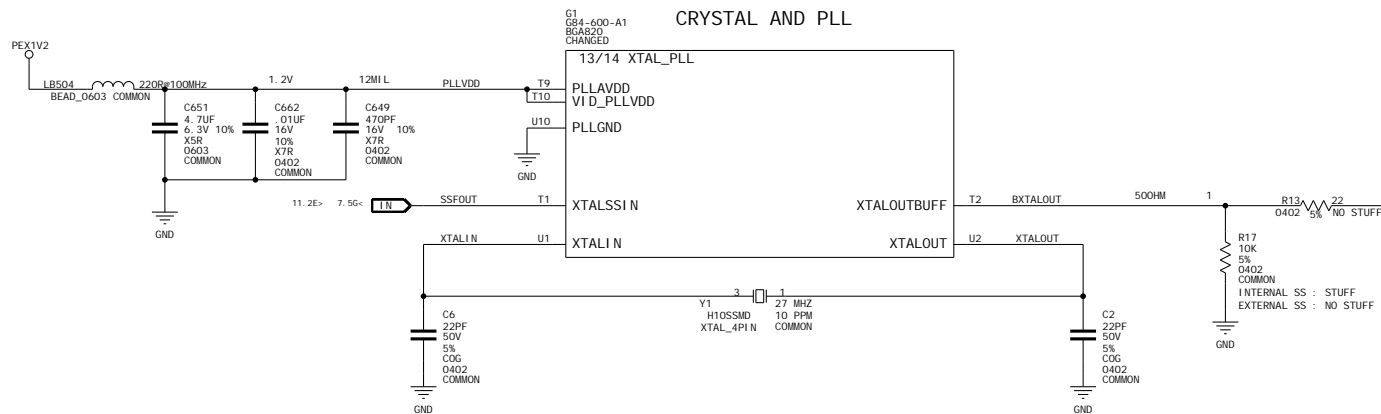 CRYSTAL AND PLL
G1
G84-600-A1
BGA820
CHANGED
13/14 XTAL_PLL
PEX1V2
LB504 220R@100MHz
BEAD_0603 COMMON
1.2V
12MIL
PLLVDD
T9
PLLAVDD
T10
VID_PLLVDD
U10
PLLGND
GND
C651
4.7UF
6.3V 10%
X5R
0603
COMMON
C662
.01UF
16V
10%
X7R
0402
COMMON
C649
470PF
16V 10%
X7R
0402
COMMON
GND
11.2E> 7.5G< IN
SSFOUT
T1
XTALSSIN
XTALOUTBUFF
T2
BXTALOUT
50OHM
1
R13 22
0402 5% NO STUFF
XTALIN
U1
XTALIN
XTALOUT
U2
XTALOUT
R17
10K
5%
0402
COMMON
INTERNAL SS : STUFF
EXTERNAL SS : NO STUFF
GND
3 1
Y1 27 MHZ
H10SSMD 10 PPM
XTAL_4PIN COMMON
C6
22PF
50V
5%
C0G
0402
COMMON
GND
C2
22PF
50V
5%
C0G
0402
COMMON
GND